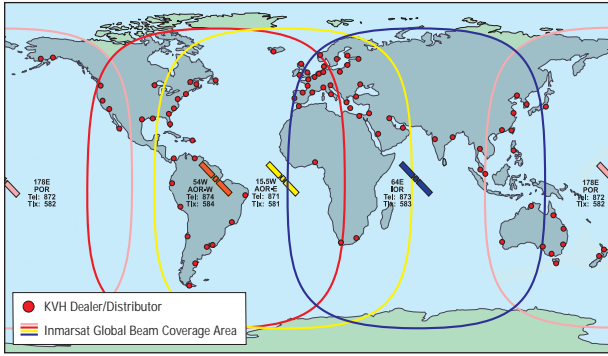 178E
POR
Tel: 872
Tlx: 582
54W
AOR-W
Tel: 874
Tlx: 584
15.5W
AOR-E
Tel: 871
Tlx: 581
64E
IOR
Tel: 873
Tlx: 583
178E
POR
Tel: 872
Tlx: 582
KVH Dealer/Distributor
Inmarsat Global Beam Coverage Area